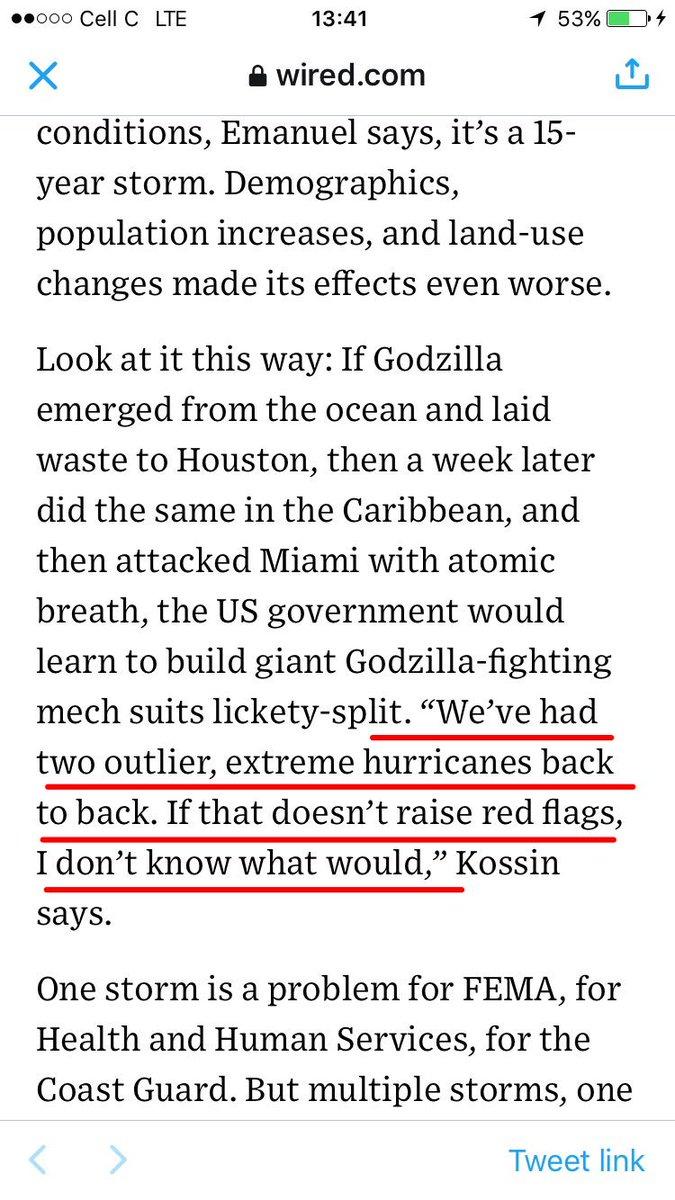 Cell C LTE 13:41 53%
wired.com
conditions, Emanuel says, it’s a 15-
year storm. Demographics,
population increases, and land-use
changes made its effects even worse.
Look at it this way: If Godzilla
emerged from the ocean and laid
waste to Houston, then a week later
did the same in the Caribbean, and
then attacked Miami with atomic
breath, the US government would
learn to build giant Godzilla-fighting
mech suits lickety-split. “We’ve had
two outlier, extreme hurricanes back
to back. If that doesn’t raise red flags,
I don’t know what would,” Kossin
says.
One storm is a problem for FEMA, for
Health and Human Services, for the
Coast Guard. But multiple storms, one
Tweet link